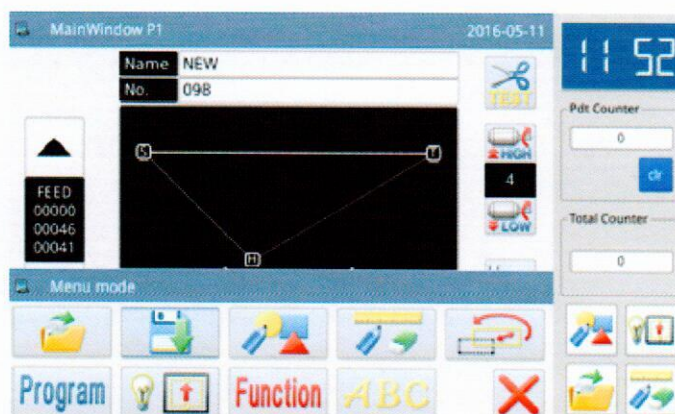 MainWindow P1
2016-05-11
11 52
Name NEW
No. 098
TEST
HIGH
4
LOW
FEED
00000
00046
00041
S
T
H
Pdt Counter
0
clr
Total Counter
0
Menu mode
Program
Function
ABC